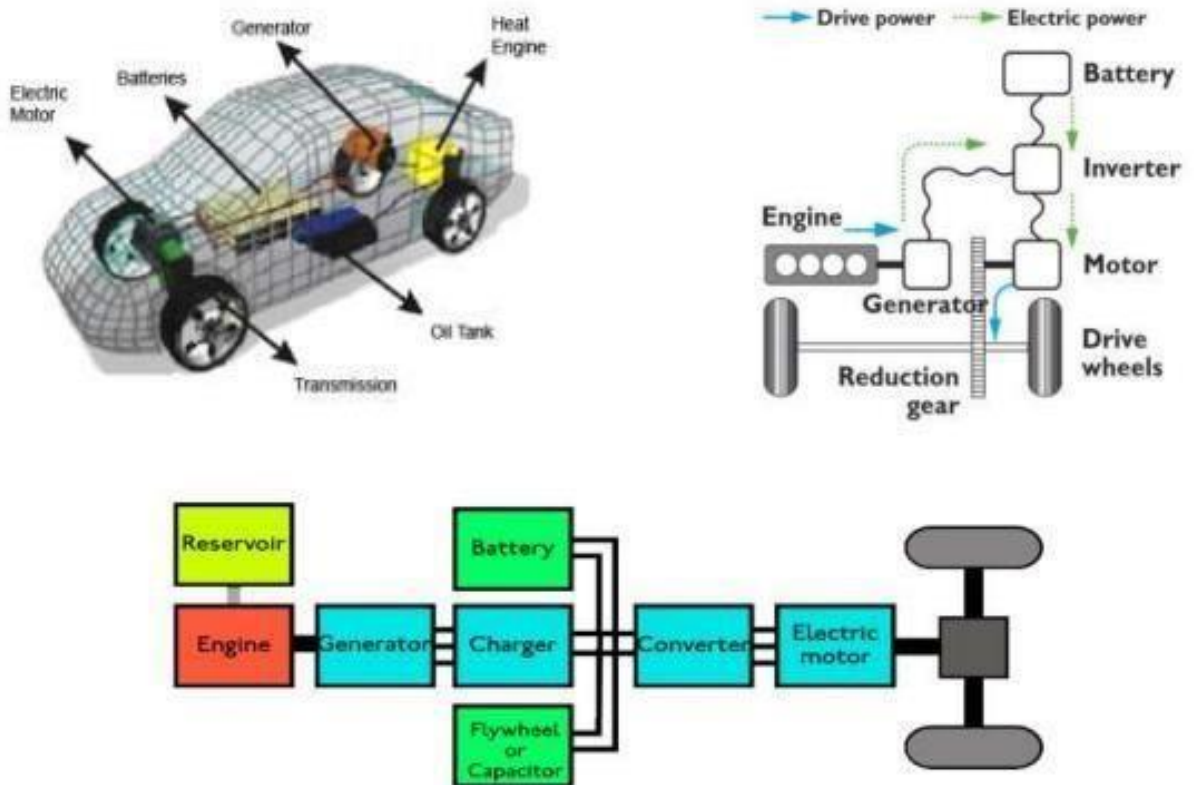 Generator
Heat
Engine
Batteries
Electric
Motor
Oil Tank
Transmission
Drive power
Electric power
Battery
Inverter
Engine
Motor
Generator
Drive
wheels
Reduction
gear
Reservoir
Battery
Engine
Generator
Charger
Converter
Electric
motor
Flywheel
or
Capacitor